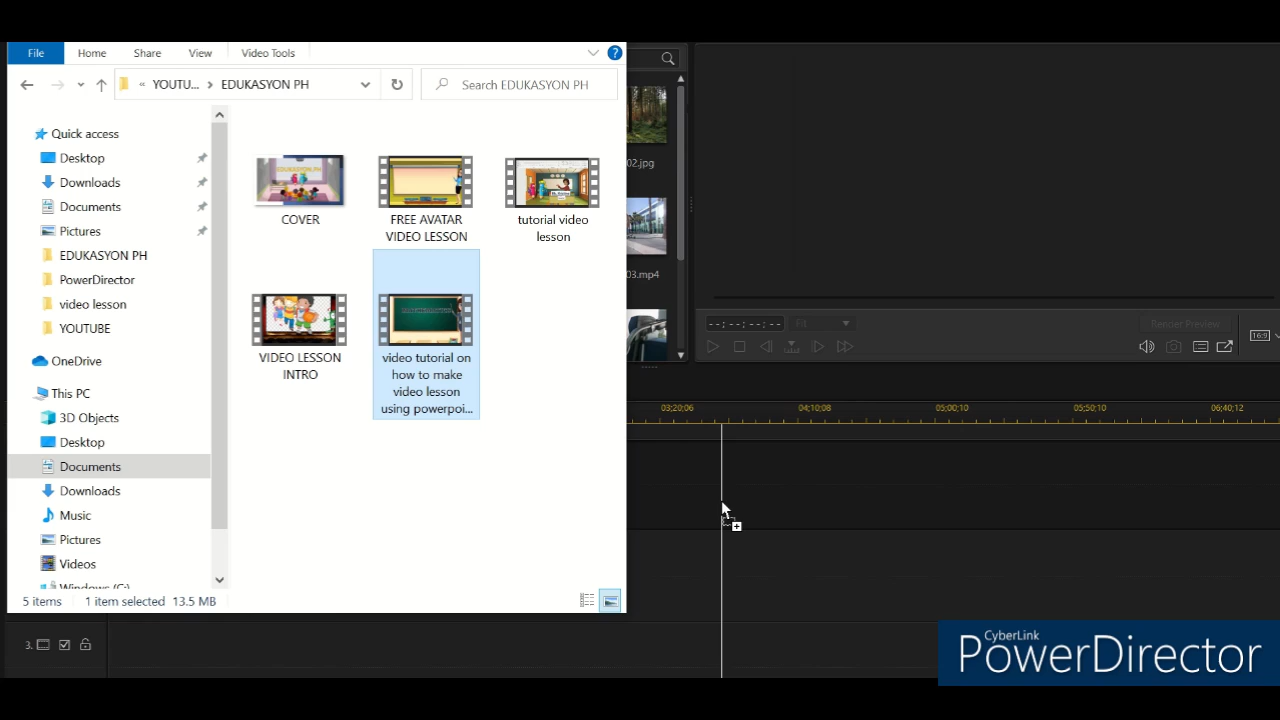 File Home Share View Video Tools
« YOUTU... > EDUKASYON PH
Search EDUKASYON PH
Quick access
Desktop
Downloads
Documents
Pictures
EDUKASYON PH
PowerDirector
video lesson
YOUTUBE
OneDrive
This PC
3D Objects
Desktop
Documents
Downloads
Music
Pictures
Videos
Windows (C:)
COVER
FREE AVATAR
VIDEO LESSON
tutorial video
lesson
VIDEO LESSON
INTRO
video tutorial on
how to make
video lesson
using powerpoi...
5 items 1 item selected 13.5 MB
02.jpg
03.mp4
--;--;--;-- Fit
Render Preview
16:9
03;20;06 04;10;08 05;00;10 05;50;10 06;40;12
3.
CyberLink
PowerDirector